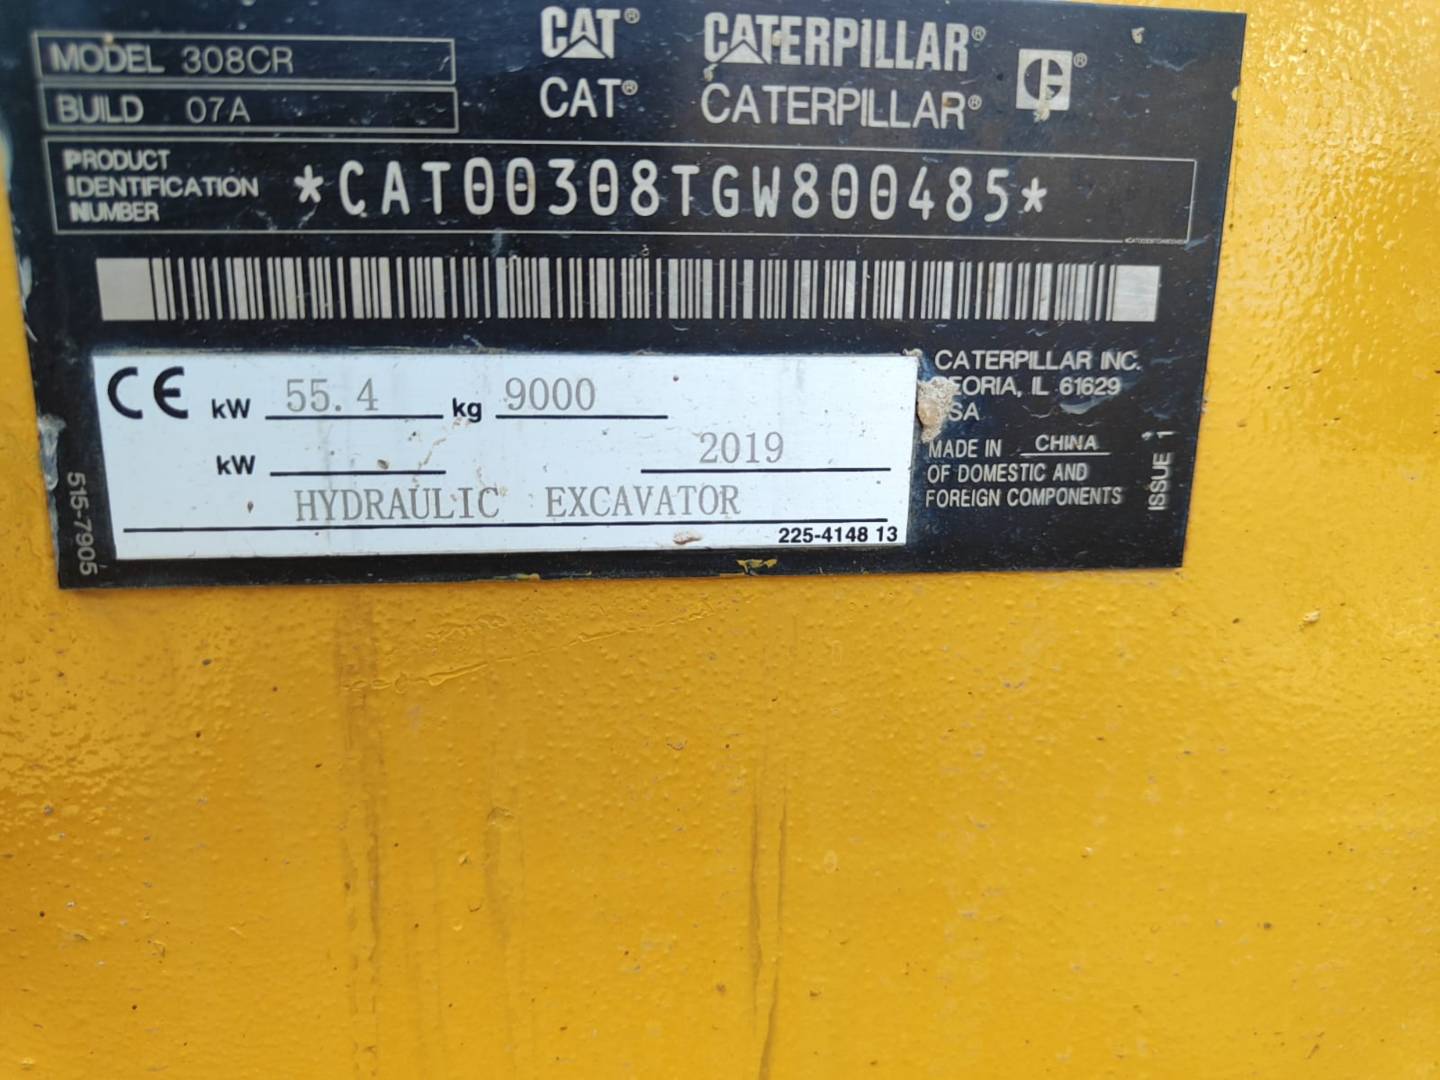 MODEL 308CR
BUILD 07A
CAT® CATERPILLAR®
CAT® CATERPILLAR®
PRODUCT
IDENTIFICATION
NUMBER
*CAT00308TGW800485*
CE kW 55.4 kg 9000
kW 2019
HYDRAULIC EXCAVATOR
225-4148 13
515-7905
CATERPILLAR INC.
IL 61629
MADE IN CHINA
OF DOMESTIC AND
FOREIGN COMPONENTS
ISSUE 1